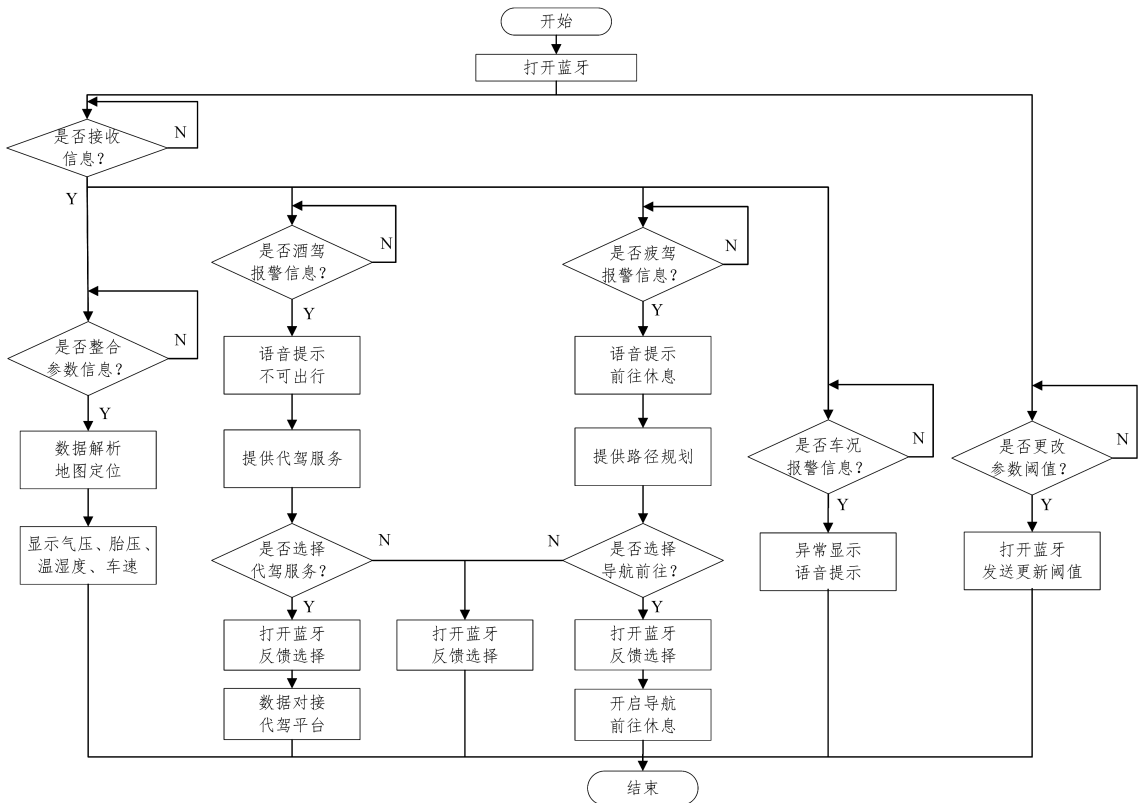 开始
打开蓝牙
是否接收
信息？
N
Y
是否酒驾
报警信息？
N
Y
是否疲驾
报警信息？
N
Y
是否整合
参数信息？
N
Y
语音提示
不可出行
语音提示
前往休息
数据解析
地图定位
提供代驾服务
提供路径规划
是否车况
报警信息？
N
Y
是否更改
参数阈值？
N
Y
显示气压、胎压、
温湿度、车速
是否选择
代驾服务？
N
Y
是否选择
导航前往？
N
Y
异常显示
语音提示
打开蓝牙
发送更新阈值
打开蓝牙
反馈选择
打开蓝牙
反馈选择
打开蓝牙
反馈选择
数据对接
代驾平台
开启导航
前往休息
结束